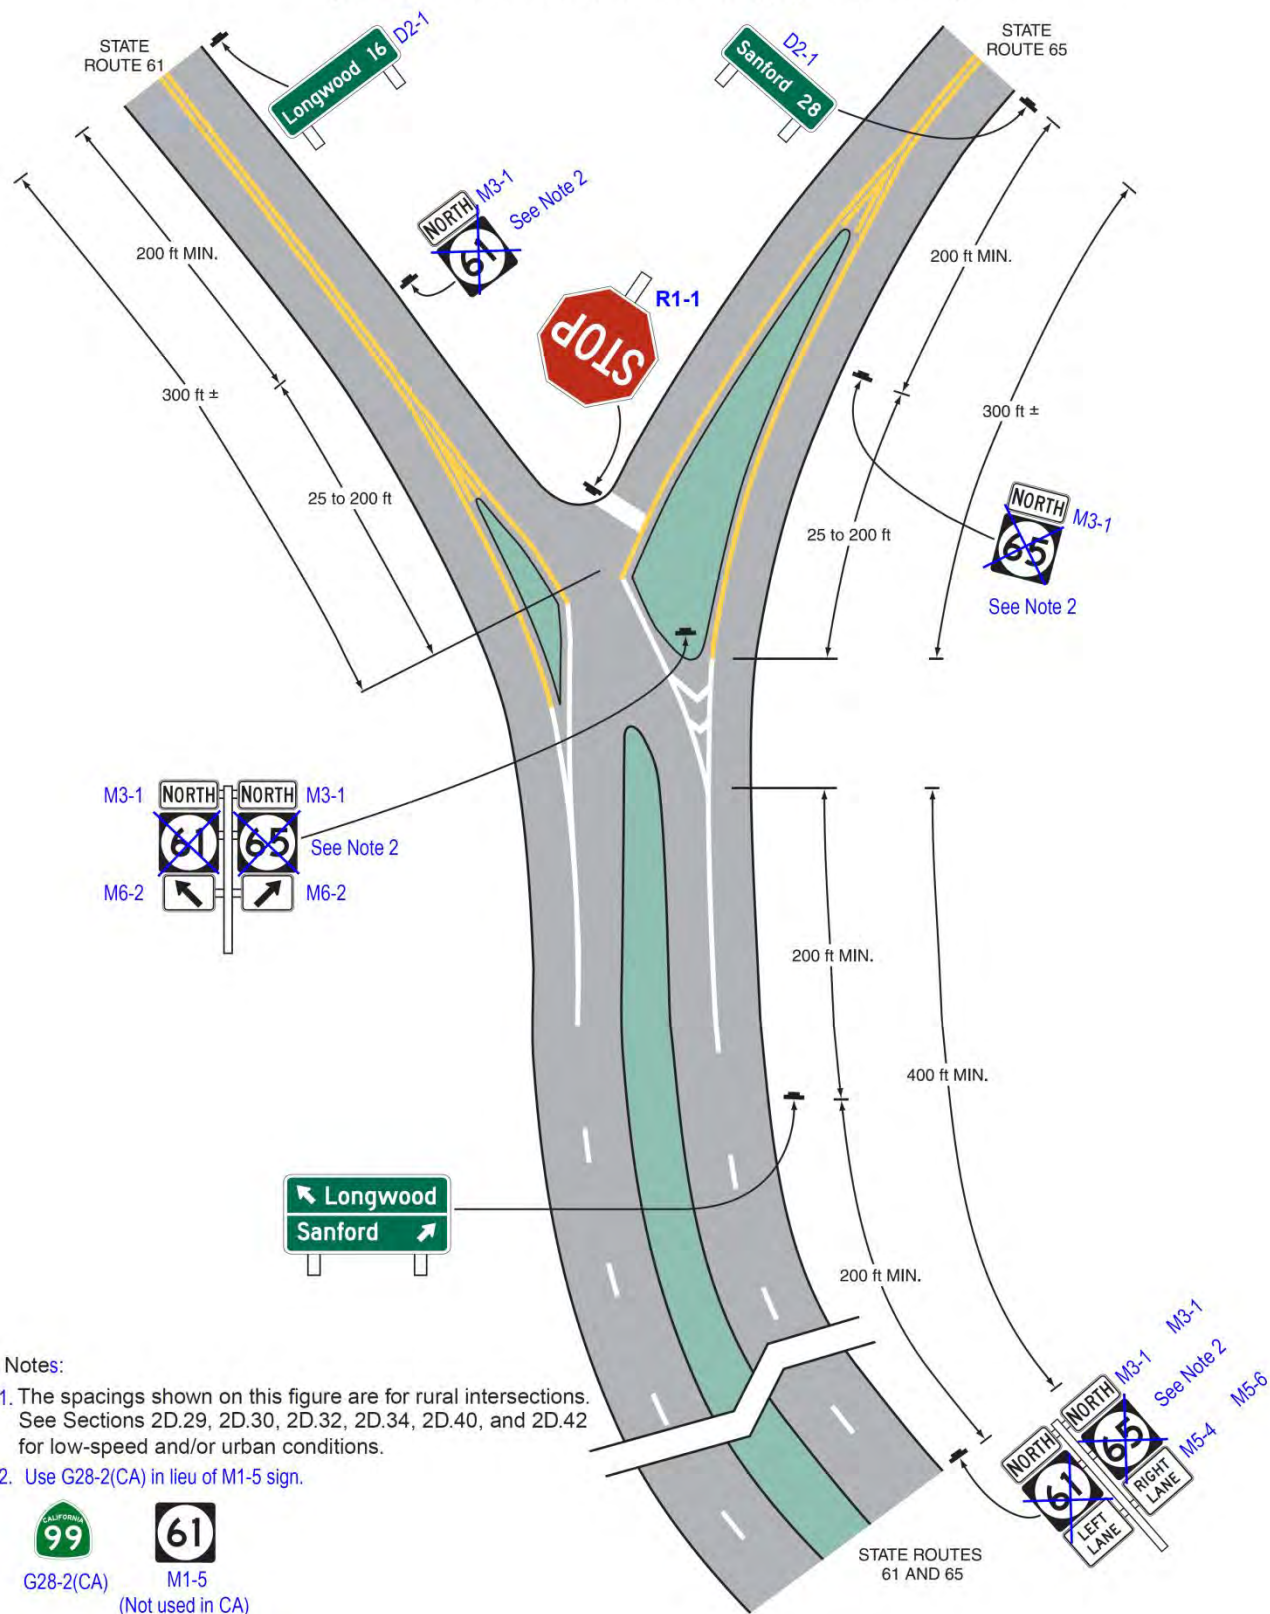 STATE
ROUTE 61
Longwood 16
D2-1
D2-1
Sanford 28
STATE
ROUTE 65
NORTH
M3-1
61
See Note 2
200 ft MIN.
200 ft MIN.
STOP
R1-1
300 ft ±
300 ft ±
25 to 200 ft
25 to 200 ft
NORTH
M3-1
65
See Note 2
M3-1 NORTH NORTH M3-1
61 65 See Note 2
M6-2 M6-2
200 ft MIN.
400 ft MIN.
Longwood
Sanford
200 ft MIN.
M3-1
M3-1
See Note 2
NORTH
65
M5-6
M5-4
RIGHT
LANE
NORTH
61
LEFT
LANE
STATE ROUTES
61 AND 65
Notes:
1. The spacings shown on this figure are for rural intersections.
See Sections 2D.29, 2D.30, 2D.32, 2D.34, 2D.40, and 2D.42
for low-speed and/or urban conditions.
2. Use G28-2(CA) in lieu of M1-5 sign.
CALIFORNIA
99
61
G28-2(CA) M1-5
(Not used in CA)